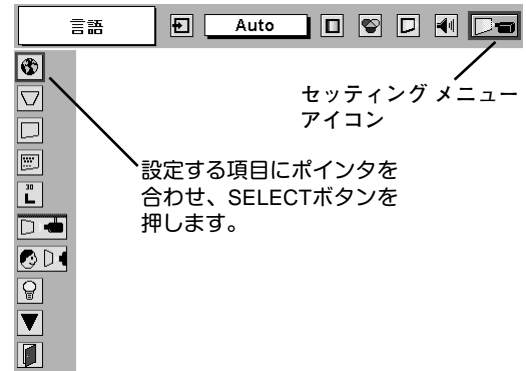 言語
Auto
セッティング メニュー
アイコン
設定する項目にポインタを
合わせ、SELECTボタンを
押します。
30
L